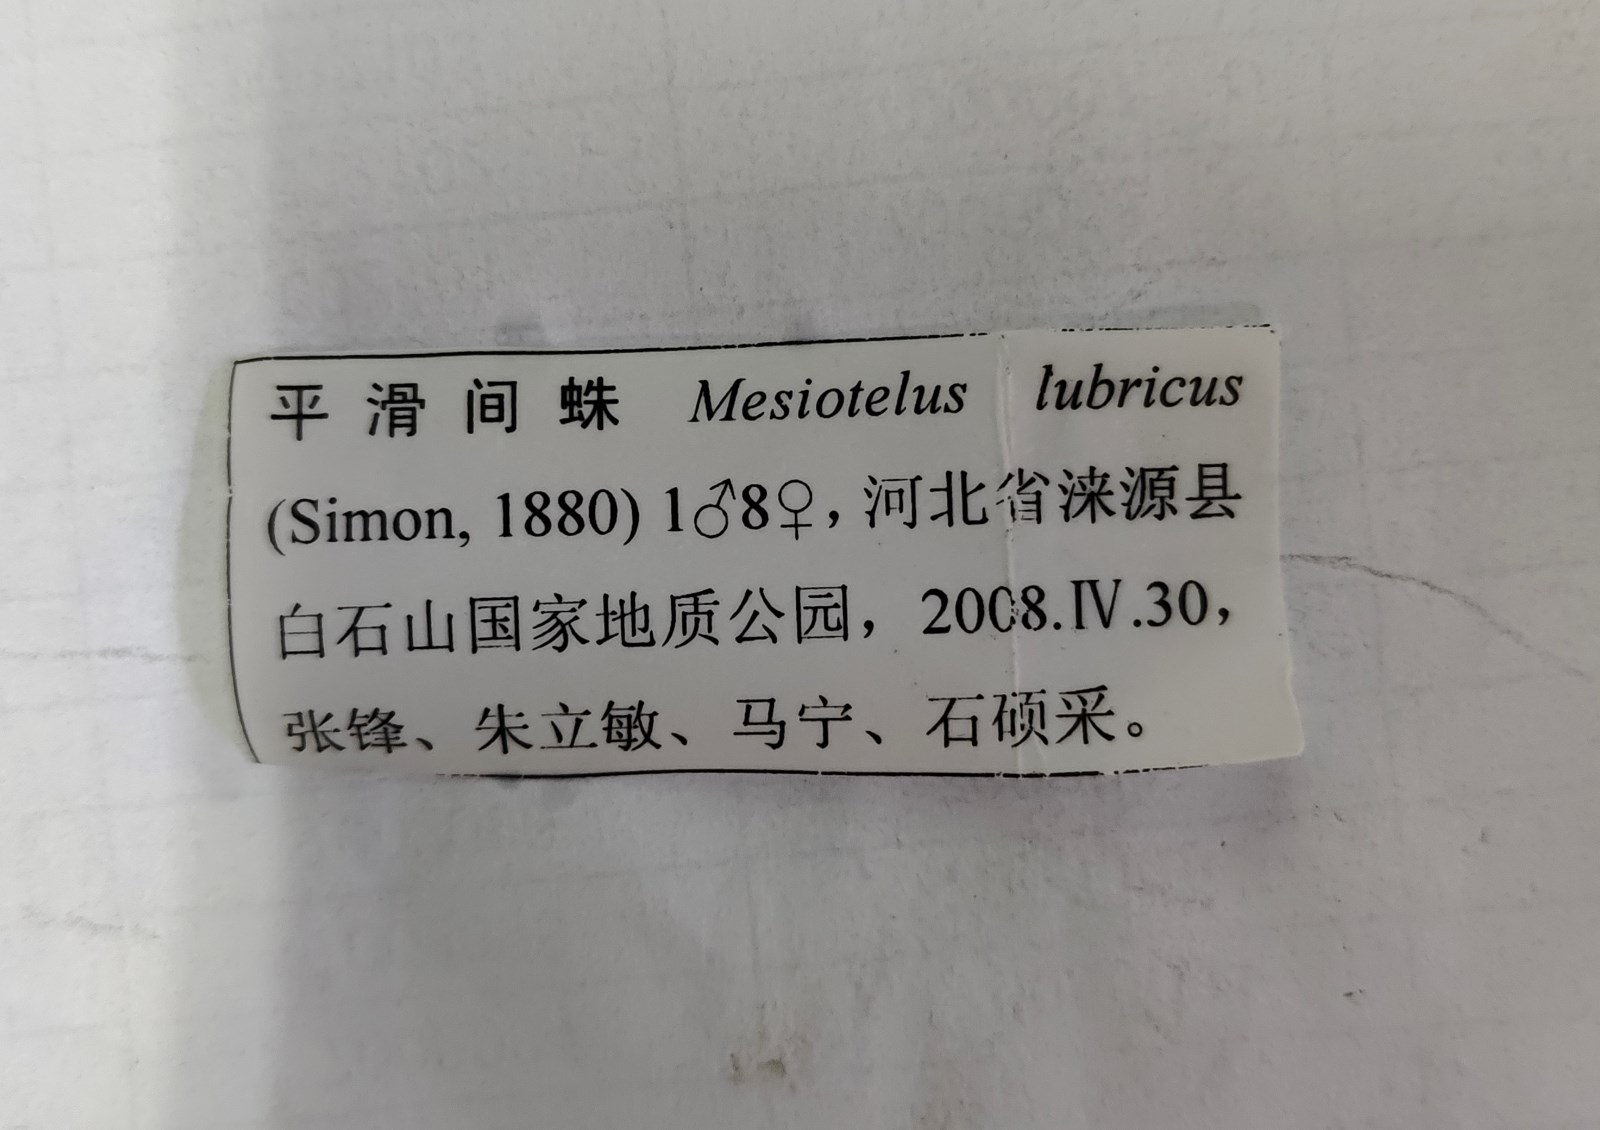 平滑间蛛 Mesiotelus lubricus
(Simon, 1880) 1♂8♀, 河北省涞源县
白石山国家地质公园，2008.Ⅳ.30,
张锋、朱立敏、马宁、石硕采。